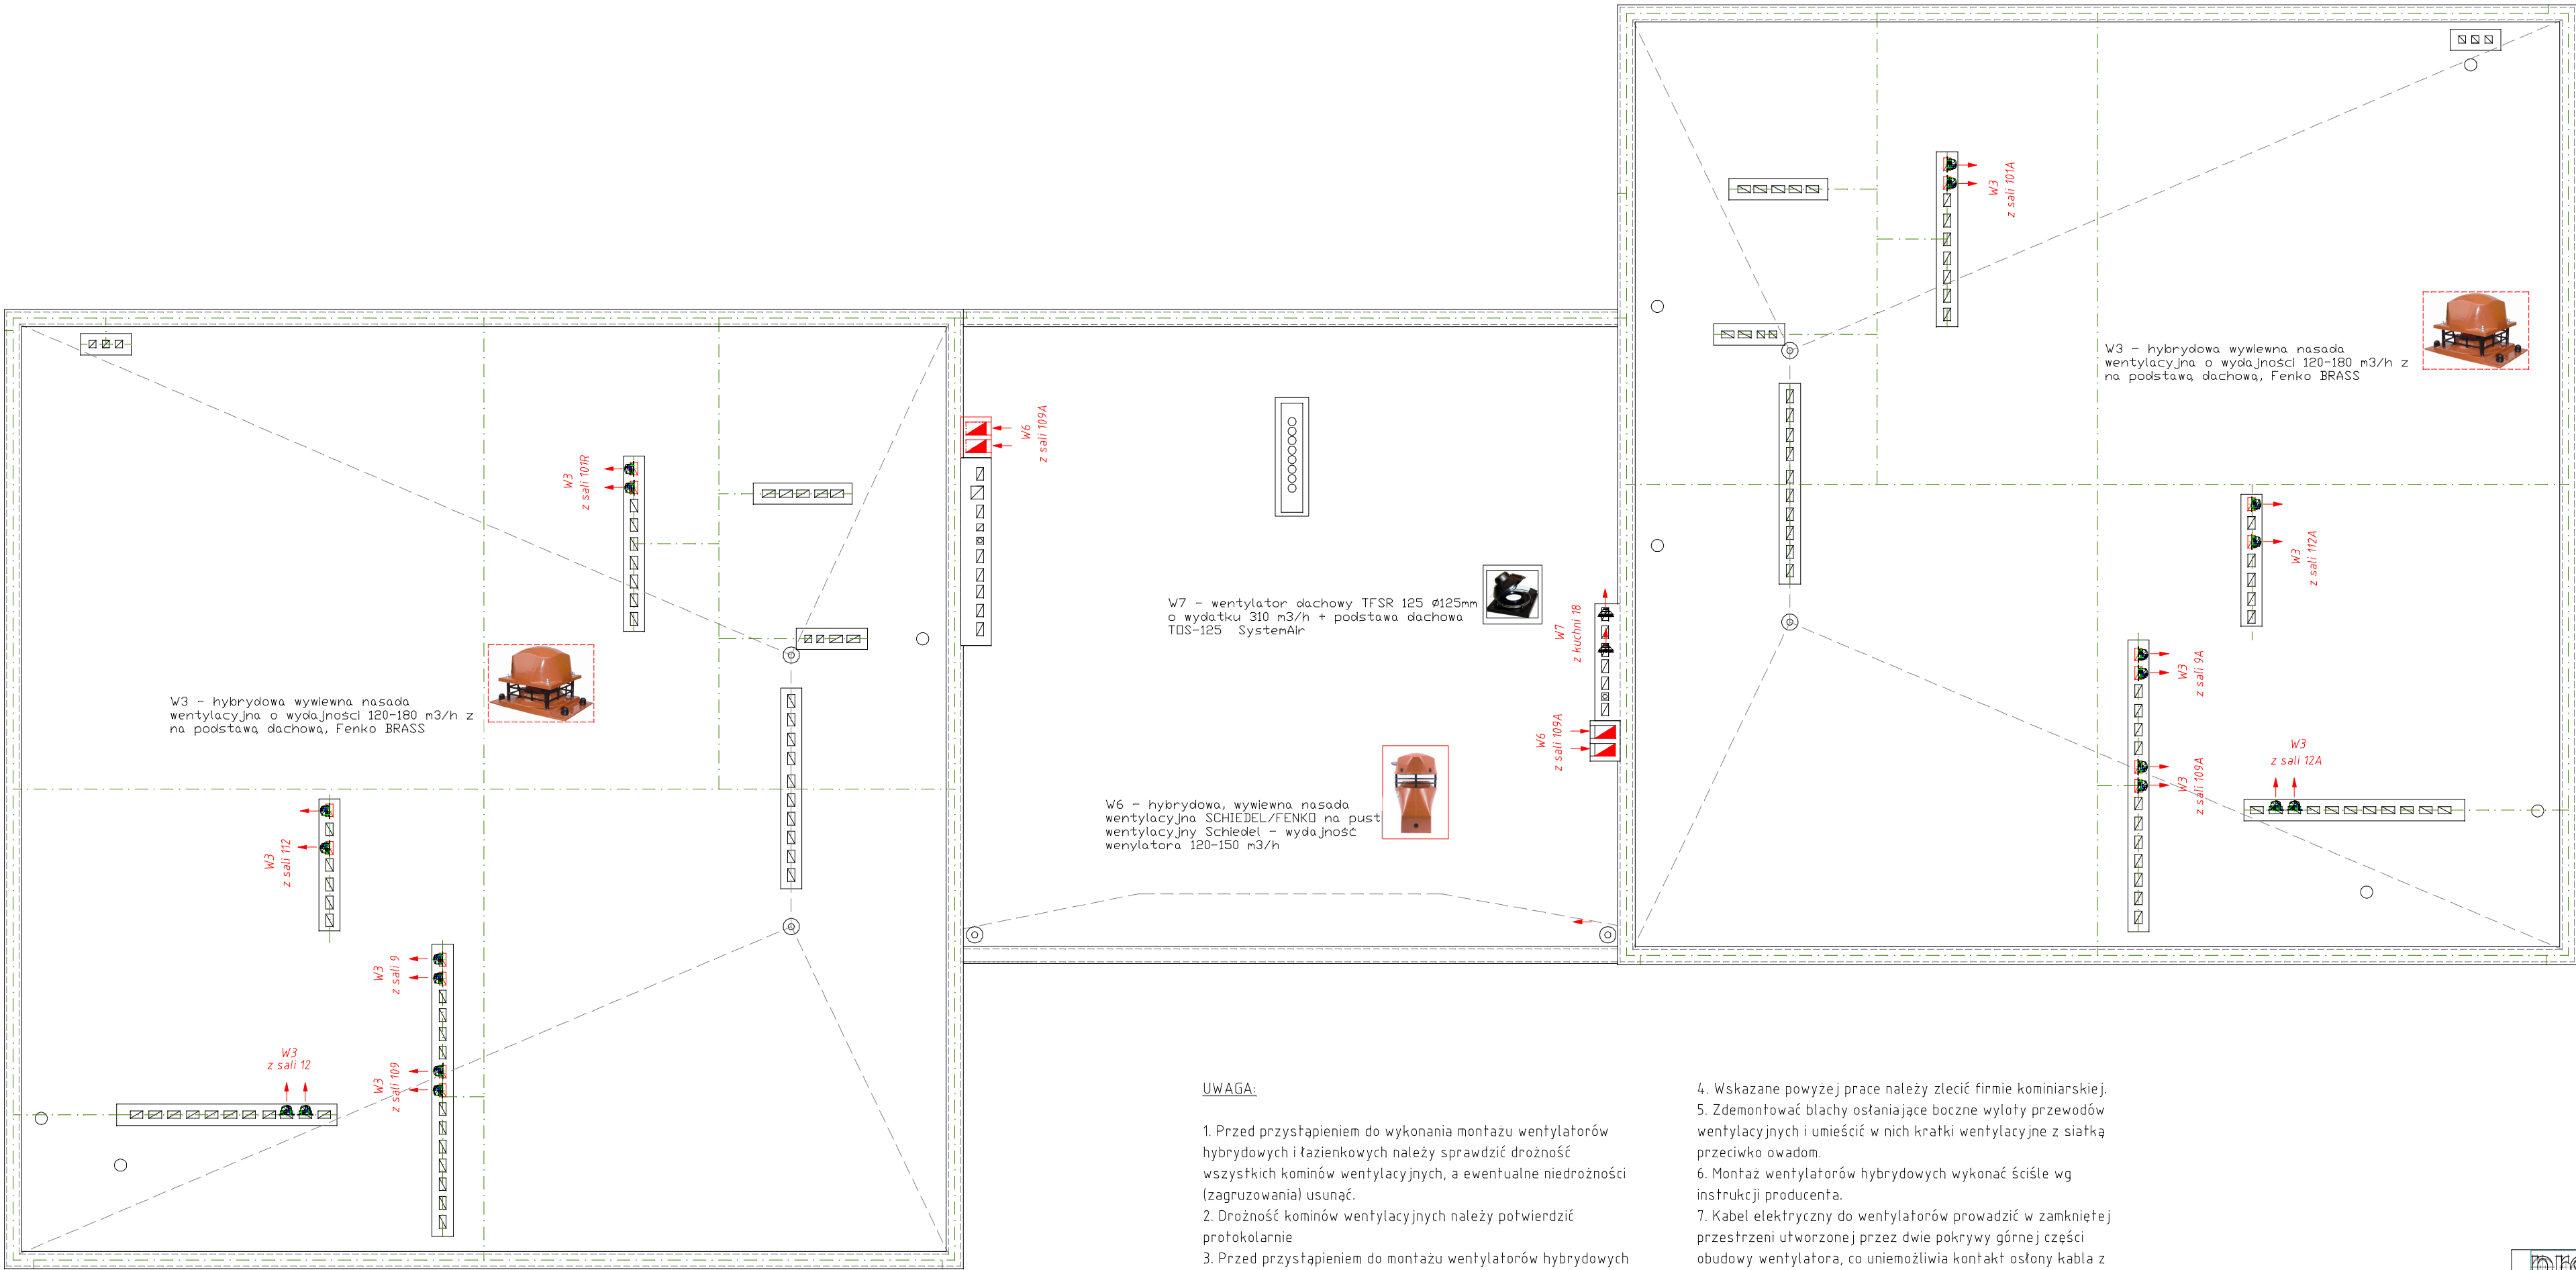 W3
z sali 101A
W3 - hybrydowa wywiewna nasada
wentylacyjna o wydajności 120-180 m3/h z
na podstawą dachową, Fenko BRASS
W6
z sali 109A
W3
z sali 101R
W3
z sali 112A
W7 - wentylator dachowy TFSR 125 Ø125mm
o wydatku 310 m3/h + podstawa dachowa
TOS-125 SystemAir
W7
z kuchni 18
W3
z sali 9A
W3 - hybrydowa wywiewna nasada
wentylacyjna o wydajności 120-180 m3/h z
na podstawą dachową, Fenko BRASS
W6
z sali 109A
W3
z sali 12A
W3
z sali 109A
W6 - hybrydowa, wywiewna nasada
wentylacyjna SCHIEDEL/FENKO na pust
wentylacyjny Schiedel - wydajność
wenylatora 120-150 m3/h
W3
z sali 112
W3
z sali 9
W3
z sali 12
W3
z sali 109
UWAGA:
1. Przed przystąpieniem do wykonania montażu wentylatorów
hybrydowych i łazienkowych należy sprawdzić drożność
wszystkich kominów wentylacyjnych, a ewentualne niedrożności
(zagruzowania) usunąć.
2. Drożność kominów wentylacyjnych należy potwierdzić
protokolarnie
3. Przed przystąpieniem do montażu wentylatorów hybrydowych
4. Wskazane powyżej prace należy zlecić firmie kominiarskiej.
5. Zdemontować blachy osłaniające boczne wyloty przewodów
wentylacyjnych i umieścić w nich kratki wentylacyjne z siatką
przeciwko owadom.
6. Montaż wentylatorów hybrydowych wykonać ściśle wg
instrukcji producenta.
7. Kabel elektryczny do wentylatorów prowadzić w zamkniętej
przestrzeni utworzonej przez dwie pokrywy górnej części
obudowy wentylatora, co uniemożliwia kontakt osłony kabla z